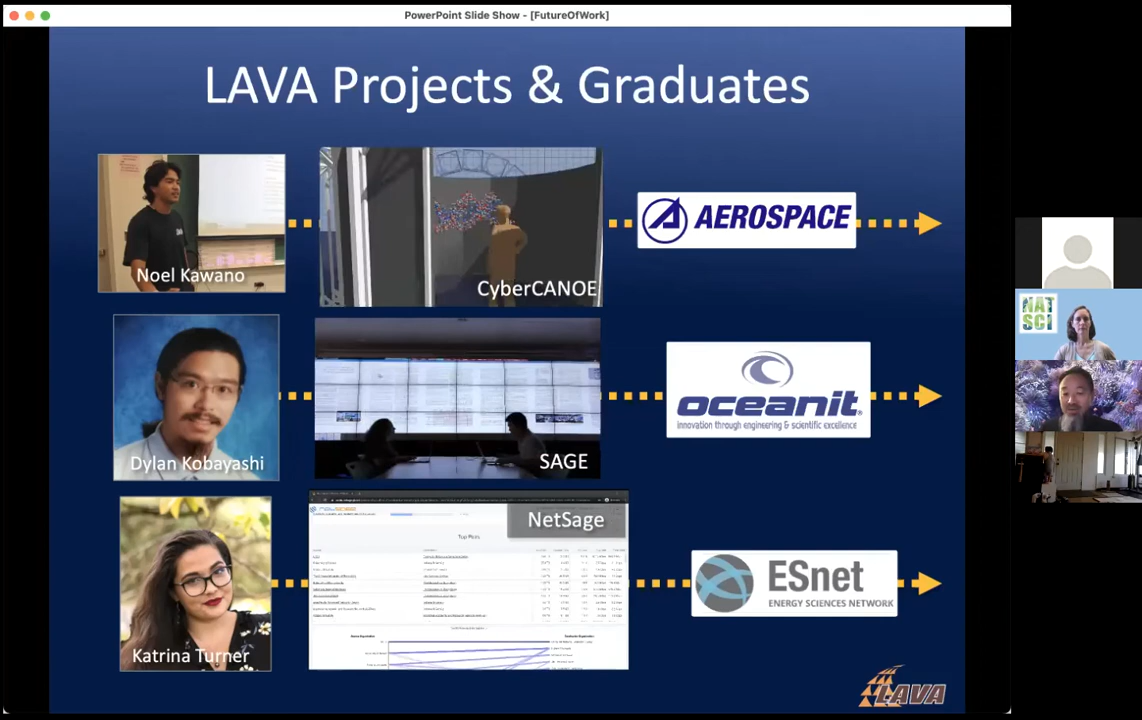 PowerPoint Slide Show - [FutureOfWork]
LAVA Projects & Graduates
Noel Kawano
CyberCANOE
AEROSPACE
NAT
SCI
Dylan Kobayashi
SAGE
oceanit®
innovation through engineering & scientific excellence
NetSage
Top Ports
Katrina Turner
ESnet
ENERGY SCIENCES NETWORK
LAVA